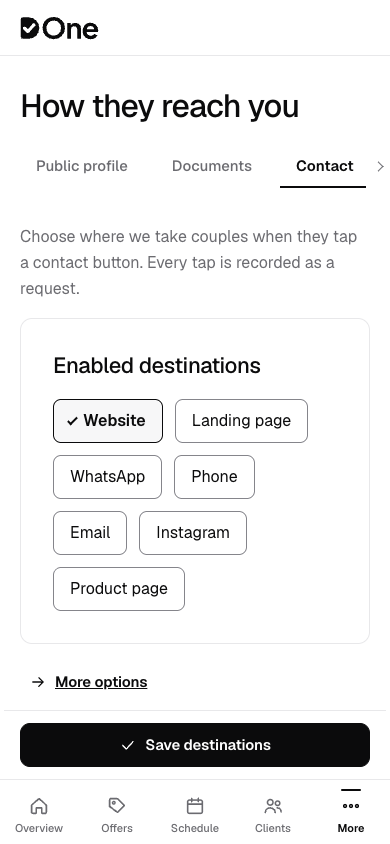 DOne
How they reach you
Public profile
Documents
Contact
Choose where we take couples when they tap
a contact button. Every tap is recorded as a
request.
Enabled destinations
Website
Landing page
WhatsApp
Phone
Email
Instagram
Product page
More options
Save destinations
Overview
Offers
Schedule
Clients
More